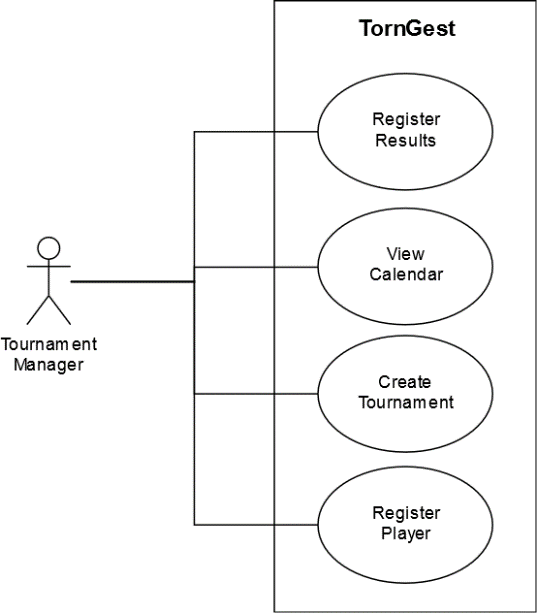 TornGest
Register
Results
View
Calendar
Tournament
Manager
Create
Tournament
Register
Player